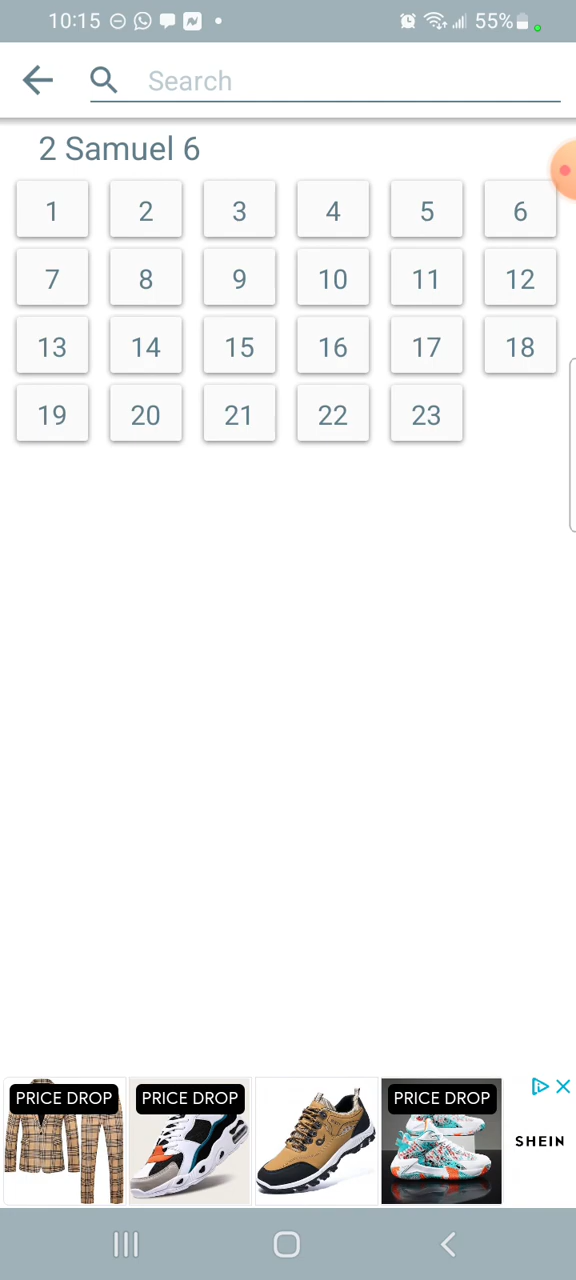 10:15 55%
Search
2 Samuel 6
1 2 3 4 5 6
7 8 9 10 11 12
13 14 15 16 17 18
19 20 21 22 23
PRICE DROP PRICE DROP PRICE DROP
SHEIN